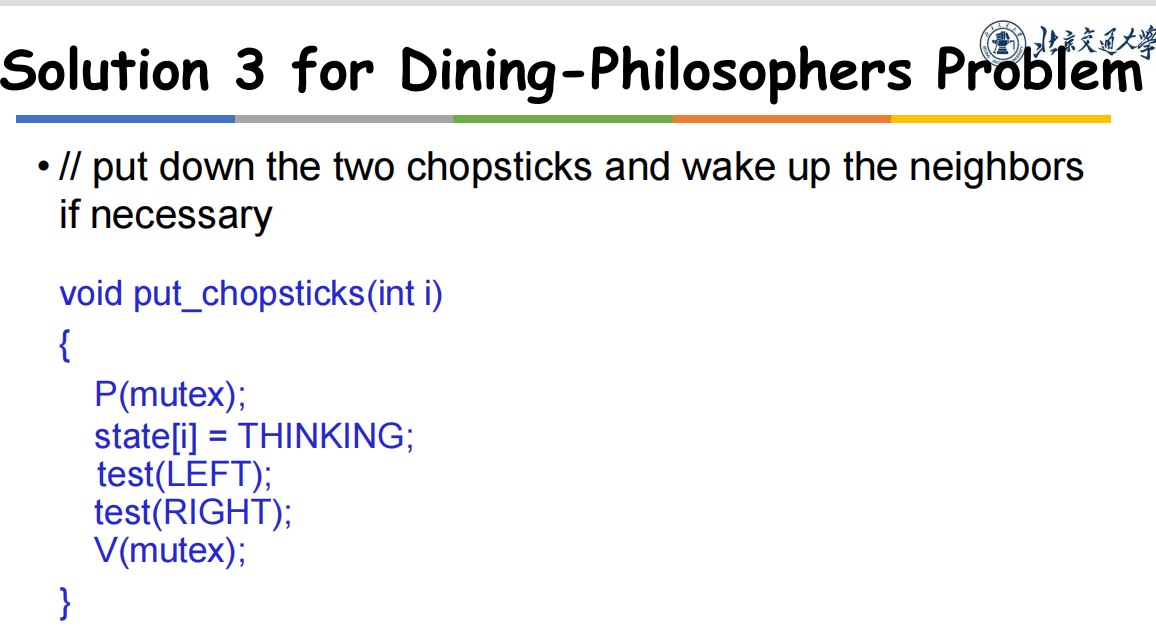 北京交通大學
Solution 3 for Dining-Philosophers Problem
• // put down the two chopsticks and wake up the neighbors
if necessary
void put_chopsticks(int i)
{
P(mutex);
state[i] = THINKING;
test(LEFT);
test(RIGHT);
V(mutex);
}